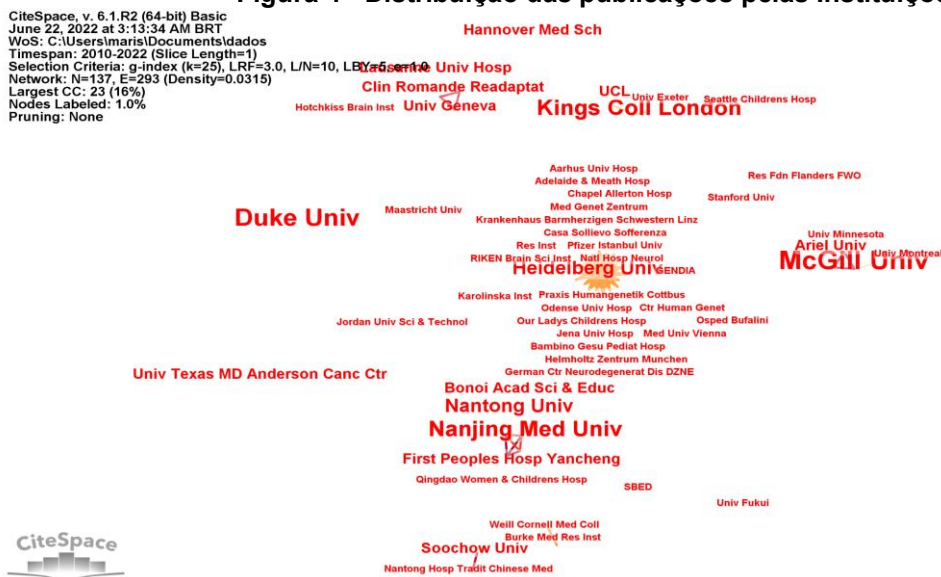 Figura 4 - Distribuição das publicações pelas instituiçõe
CiteSpace, v. 6.1.R2 (64-bit) Basic
June 22, 2022 at 3:13:34 AM BRT
WoS: C:\Users\maris\Documents\dados
Timespan: 2010-2022 (Slice Length=1)
Selection Criteria: g-index (k=25), LRF=3.0, L/N=10, LBY=5, e=1.0
Network: N=137, E=293 (Density=0.0315)
Largest CC: 23 (16%)
Nodes Labeled: 1.0%
Pruning: None
Hannover Med Sch
Lausanne Univ Hosp
Clin Romande Readaptat
Hotchkiss Brain Inst
Univ Geneva
UCL
Univ Exeter
Seattle Childrens Hosp
Kings Coll London
Aarhus Univ Hosp
Adelaide & Meath Hosp
Res Fdn Flanders FWO
Chapel Allerton Hosp
Stanford Univ
Med Genet Zentrum
Maastricht Univ
Duke Univ
Krankenhaus Barmherzigen Schwestern Linz
Casa Sollievo Sofferenza
Univ Minnesota
Res Inst
Pfizer Istanbul Univ
Ariel Univ
Univ Montreal
RIKEN Brain Sci Inst
Natl Hosp Neurol
McGill Univ
Heidelberg Univ
GENDIA
Karolinska Inst
Praxis Humangenetik Cottbus
Odense Univ Hosp
Ctr Human Genet
Jordan Univ Sci & Technol
Our Ladys Childrens Hosp
Osped Bufalini
Jena Univ Hosp
Med Univ Vienna
Bambino Gesu Pediat Hosp
Helmholtz Zentrum Munchen
Univ Texas MD Anderson Canc Ctr
German Ctr Neurodegenerat Dis DZNE
Bonoi Acad Sci & Educ
Nantong Univ
Nanjing Med Univ
First Peoples Hosp Yancheng
Qingdao Women & Childrens Hosp
SBED
Univ Fukui
Weill Cornell Med Coll
Burke Med Res Inst
Soochow Univ
Nantong Hosp Tradit Chinese Med
CiteSpace